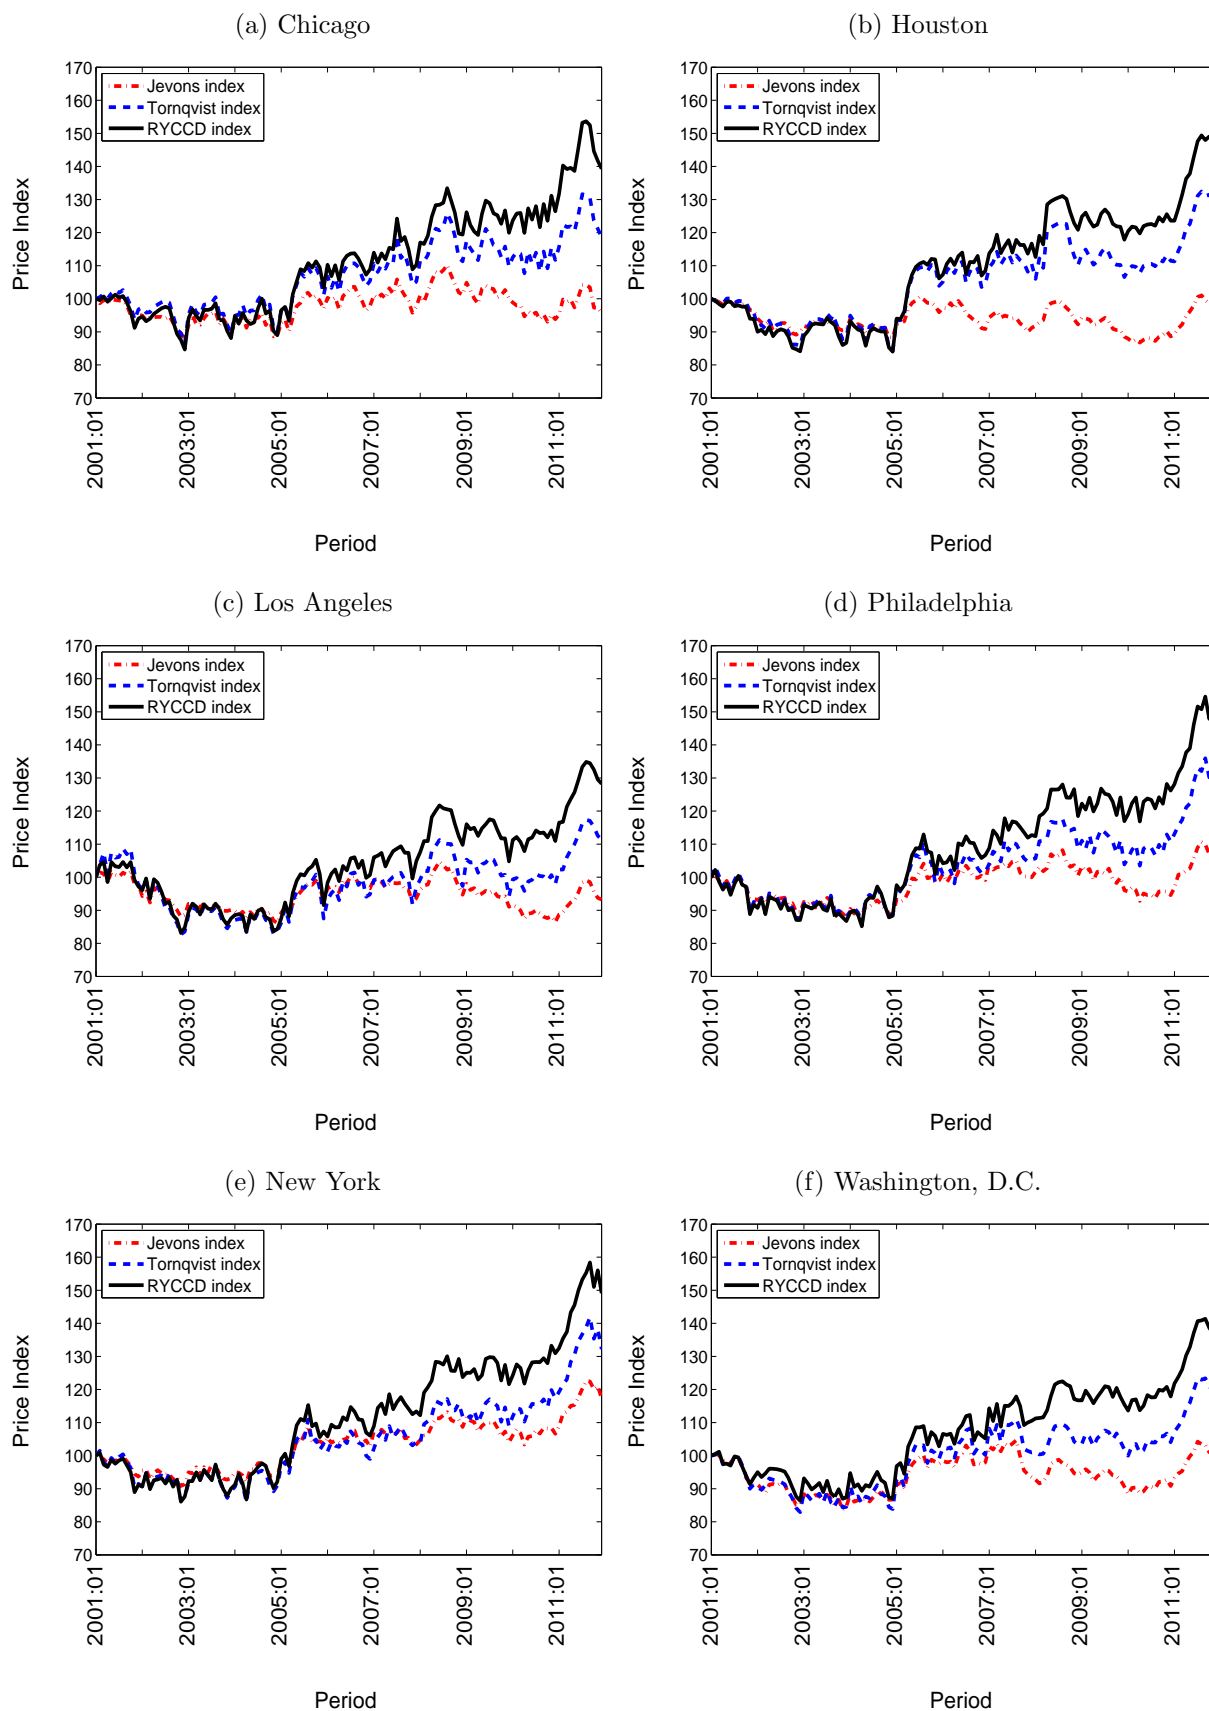 (a) Chicago
Price Index
170
160
150
140
130
120
110
100
90
80
70
Jevons index
Tornqvist index
RYCCD index
2001:01
2003:01
2005:01
2007:01
2009:01
2011:01
Period
(b) Houston
Price Index
170
160
150
140
130
120
110
100
90
80
70
Jevons index
Tornqvist index
RYCCD index
2001:01
2003:01
2005:01
2007:01
2009:01
2011:01
Period
(c) Los Angeles
Price Index
170
160
150
140
130
120
110
100
90
80
70
Jevons index
Tornqvist index
RYCCD index
2001:01
2003:01
2005:01
2007:01
2009:01
2011:01
Period
(d) Philadelphia
Price Index
170
160
150
140
130
120
110
100
90
80
70
Jevons index
Tornqvist index
RYCCD index
2001:01
2003:01
2005:01
2007:01
2009:01
2011:01
Period
(e) New York
Price Index
170
160
150
140
130
120
110
100
90
80
70
Jevons index
Tornqvist index
RYCCD index
2001:01
2003:01
2005:01
2007:01
2009:01
2011:01
Period
(f) Washington, D.C.
Price Index
170
160
150
140
130
120
110
100
90
80
70
Jevons index
Tornqvist index
RYCCD index
2001:01
2003:01
2005:01
2007:01
2009:01
2011:01
Period